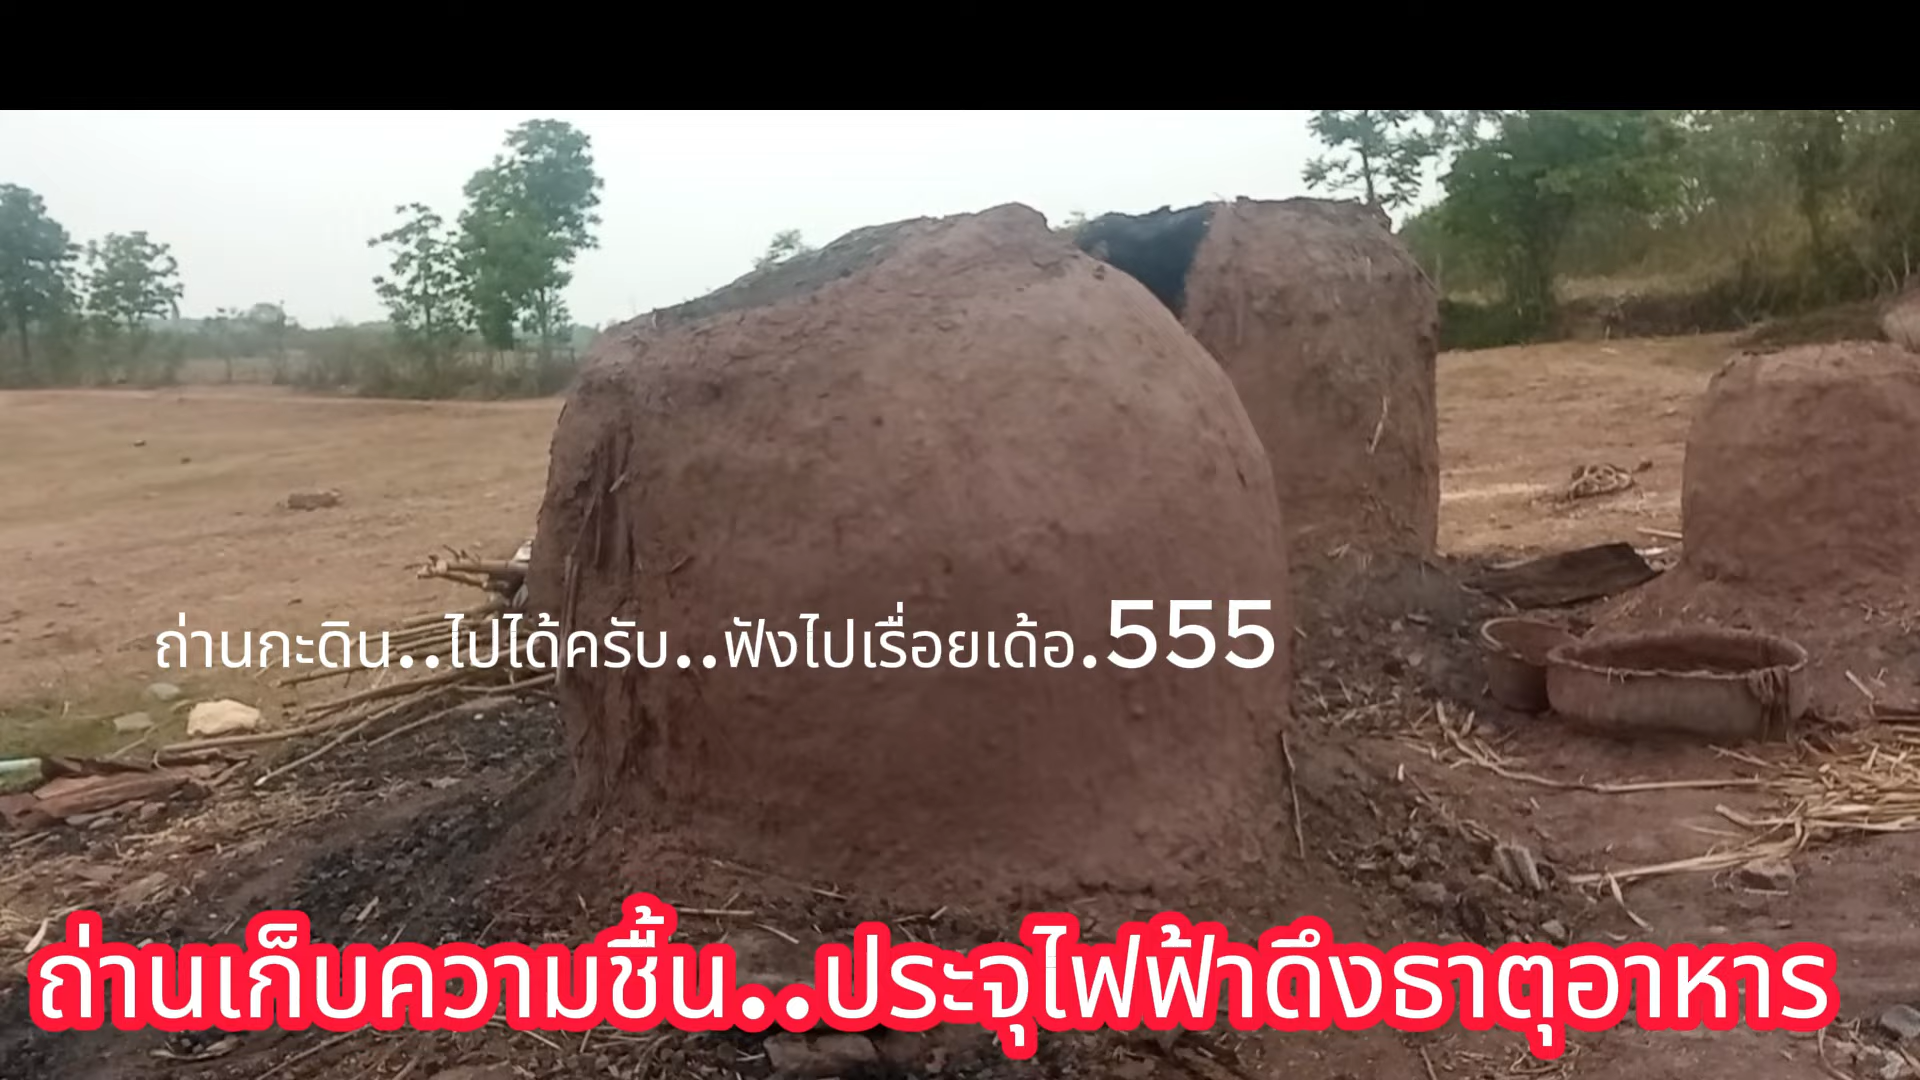 ถ่านกะดิน..ไปได้ครับ..ฟังไปเรื่อยเด้อ.555
ถ่านเก็บความชื้น..ประจุไฟฟ้าดึงธาตุอาหาร